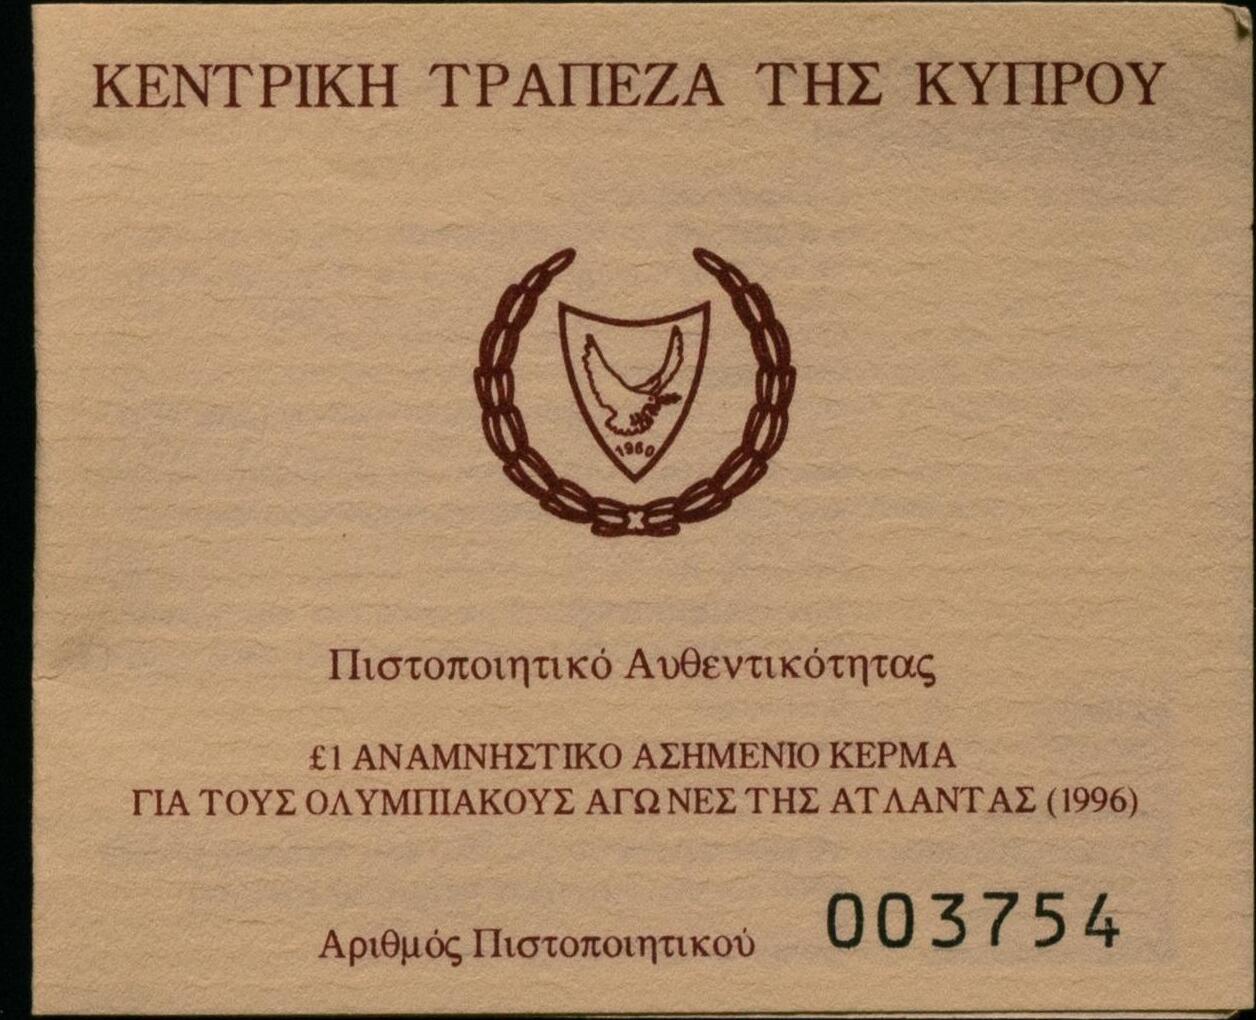 ΚΕΝΤΡΙΚΗ ΤΡΑΠΕΖΑ ΤΗΣ ΚΥΠΡΟΥ
1960
Πιστοποιητικό Αυθεντικότητας
£1 ΑΝΑΜΝΗΣΤΙΚΟ ΑΣΗΜΕΝΙΟ ΚΕΡΜΑ
ΓΙΑ ΤΟΥΣ ΟΛΥΜΠΙΑΚΟΥΣ ΑΓΩΝΕΣ ΤΗΣ ΑΤΛΑΝΤΑΣ (1996)
Αριθμός Πιστοποιητικού 003754